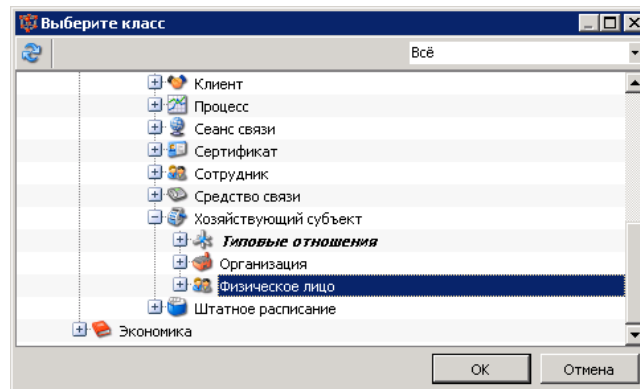 Выберите класс
Всё
Клиент
Процесс
Сеанс связи
Сертификат
Сотрудник
Средство связи
Хозяйствующий субъект
Типовые отношения
Организация
Физическое лицо
Штатное расписание
Экономика
OK Отмена